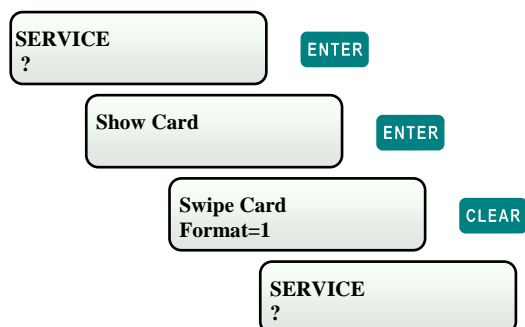 SERVICE
?
ENTER
Show Card
ENTER
Swipe Card
Format=1
CLEAR
SERVICE
?